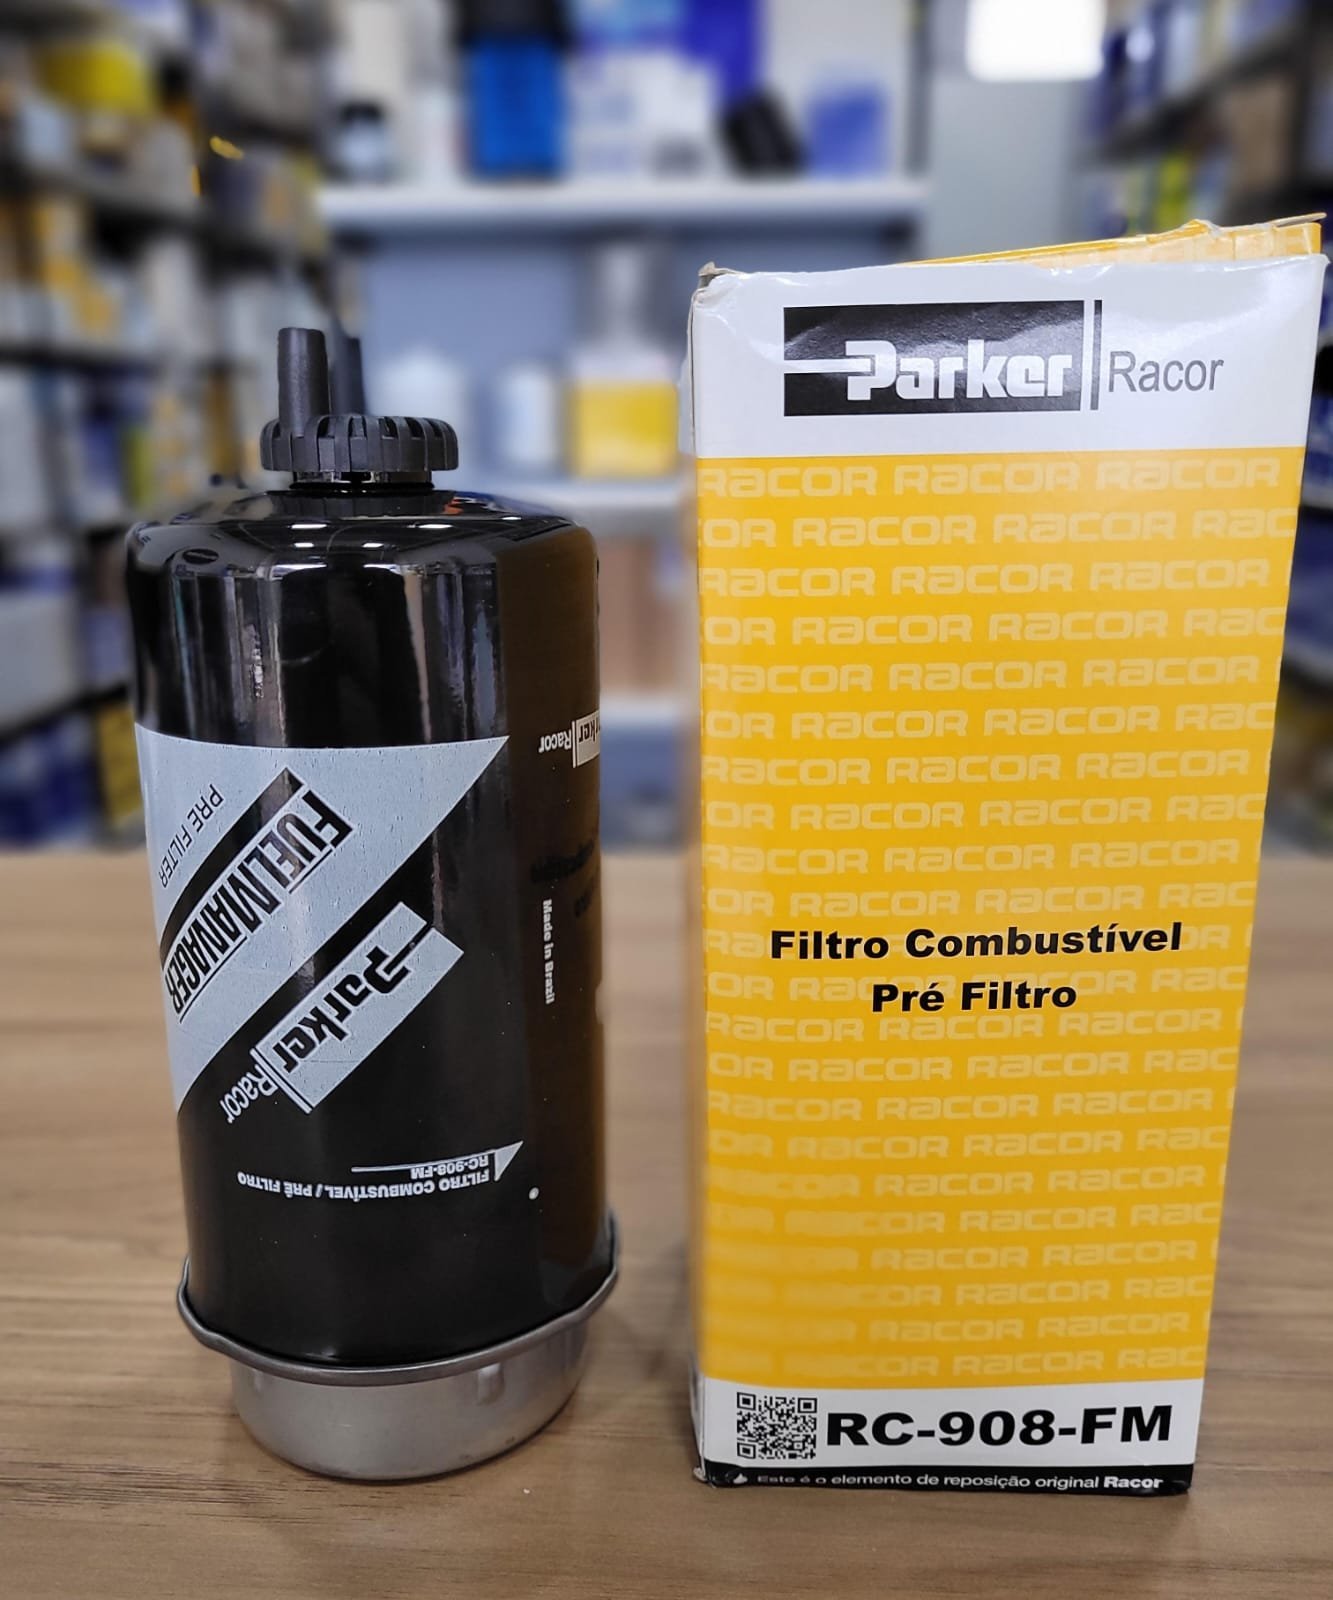 PRE FILTER
FUELMANAGER
Parker
Racor
FILTRO COMBUSTÍVEL / PRÉ FILTRO
RC-908-FM
Racor
Made in Brazil
Parker Racor
RACOR RACOR RACOR
Filtro Combustível
Pré Filtro
RC-908-FM
Este é o elemento de reposição original Racor